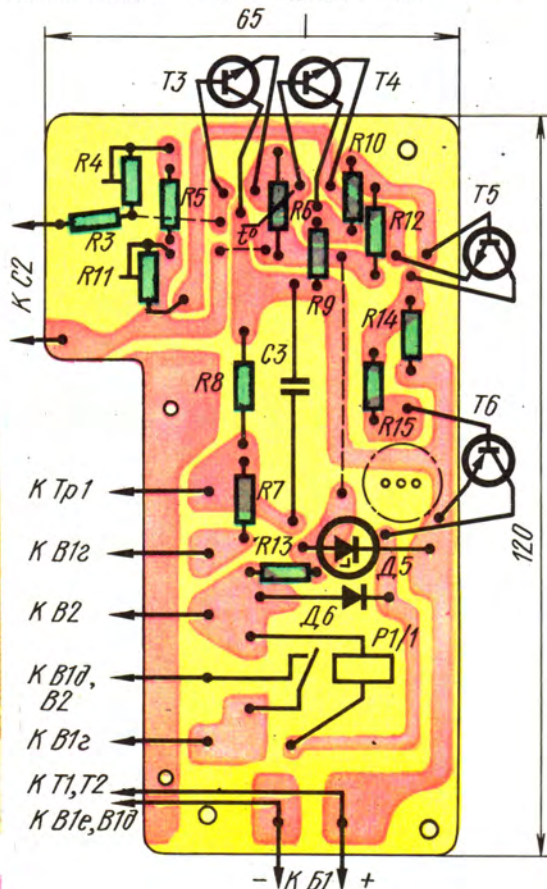 65
Т3
Т4
R4
R5
R6
R10
R3
t°
R12
Т5
R11
К С2
R9
R14
R8
С3
R15
Т6
К Тр1
R7
К В1г
R13
Д5
120
К В2
Д6
Р1/1
К В1д,
В2
К В1г
К Т1,Т2
К В1е,В1д
– К Б1 +